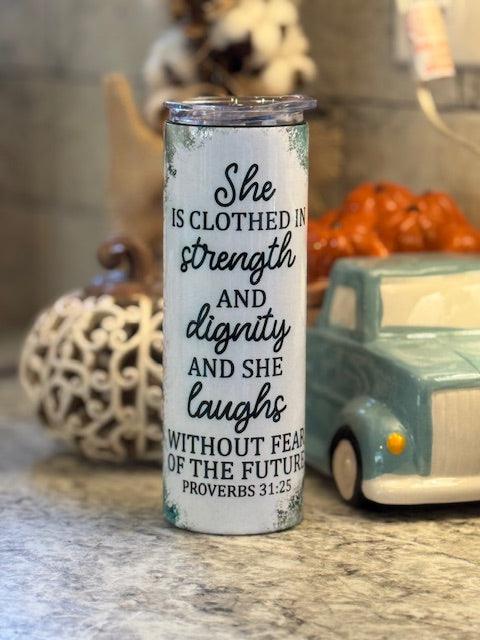 She
IS CLOTHED IN
strength
AND
dignity
AND SHE
laughs
WITHOUT FEAR
OF THE FUTURE
PROVERBS 31:25